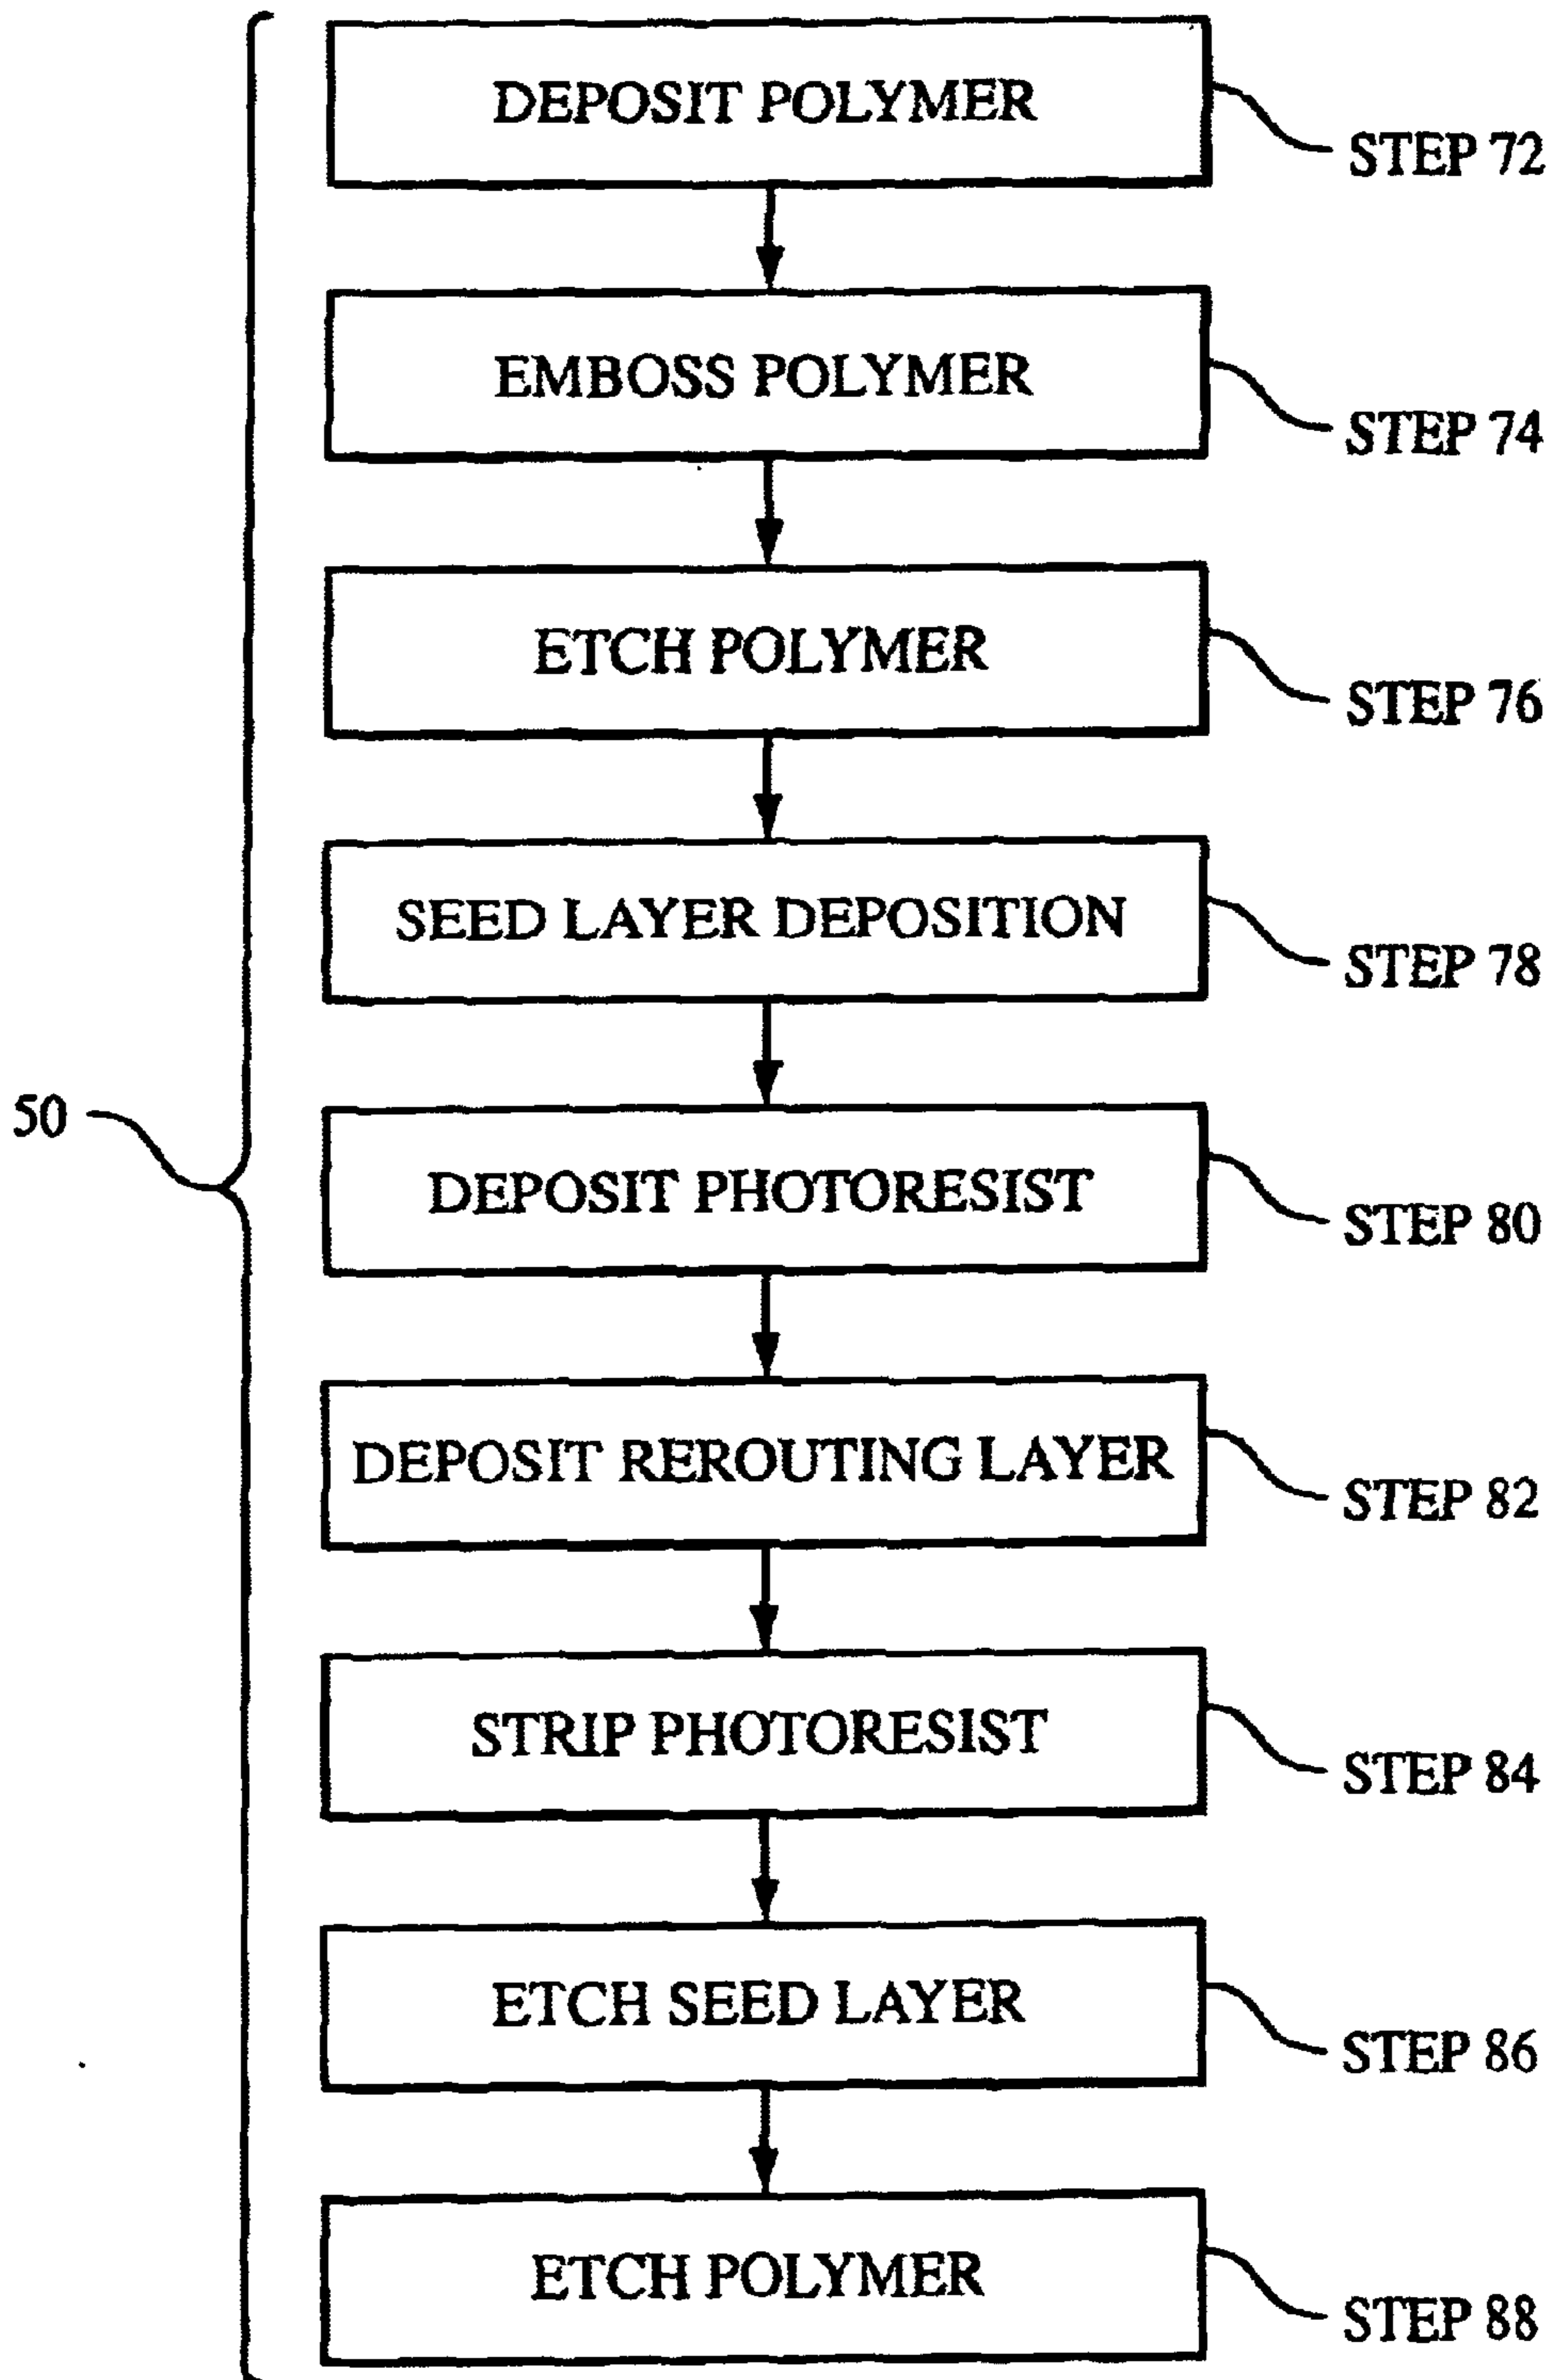 DEPOSIT POLYMER
STEP 72
EMBOSS POLYMER
STEP 74
ETCH POLYMER
STEP 76
SEED LAYER DEPOSITION
STEP 78
50
DEPOSIT PHOTORESIST
STEP 80
DEPOSIT REROUTING LAYER
STEP 82
STRIP PHOTORESIST
STEP 84
ETCH SEED LAYER
STEP 86
ETCH POLYMER
STEP 88